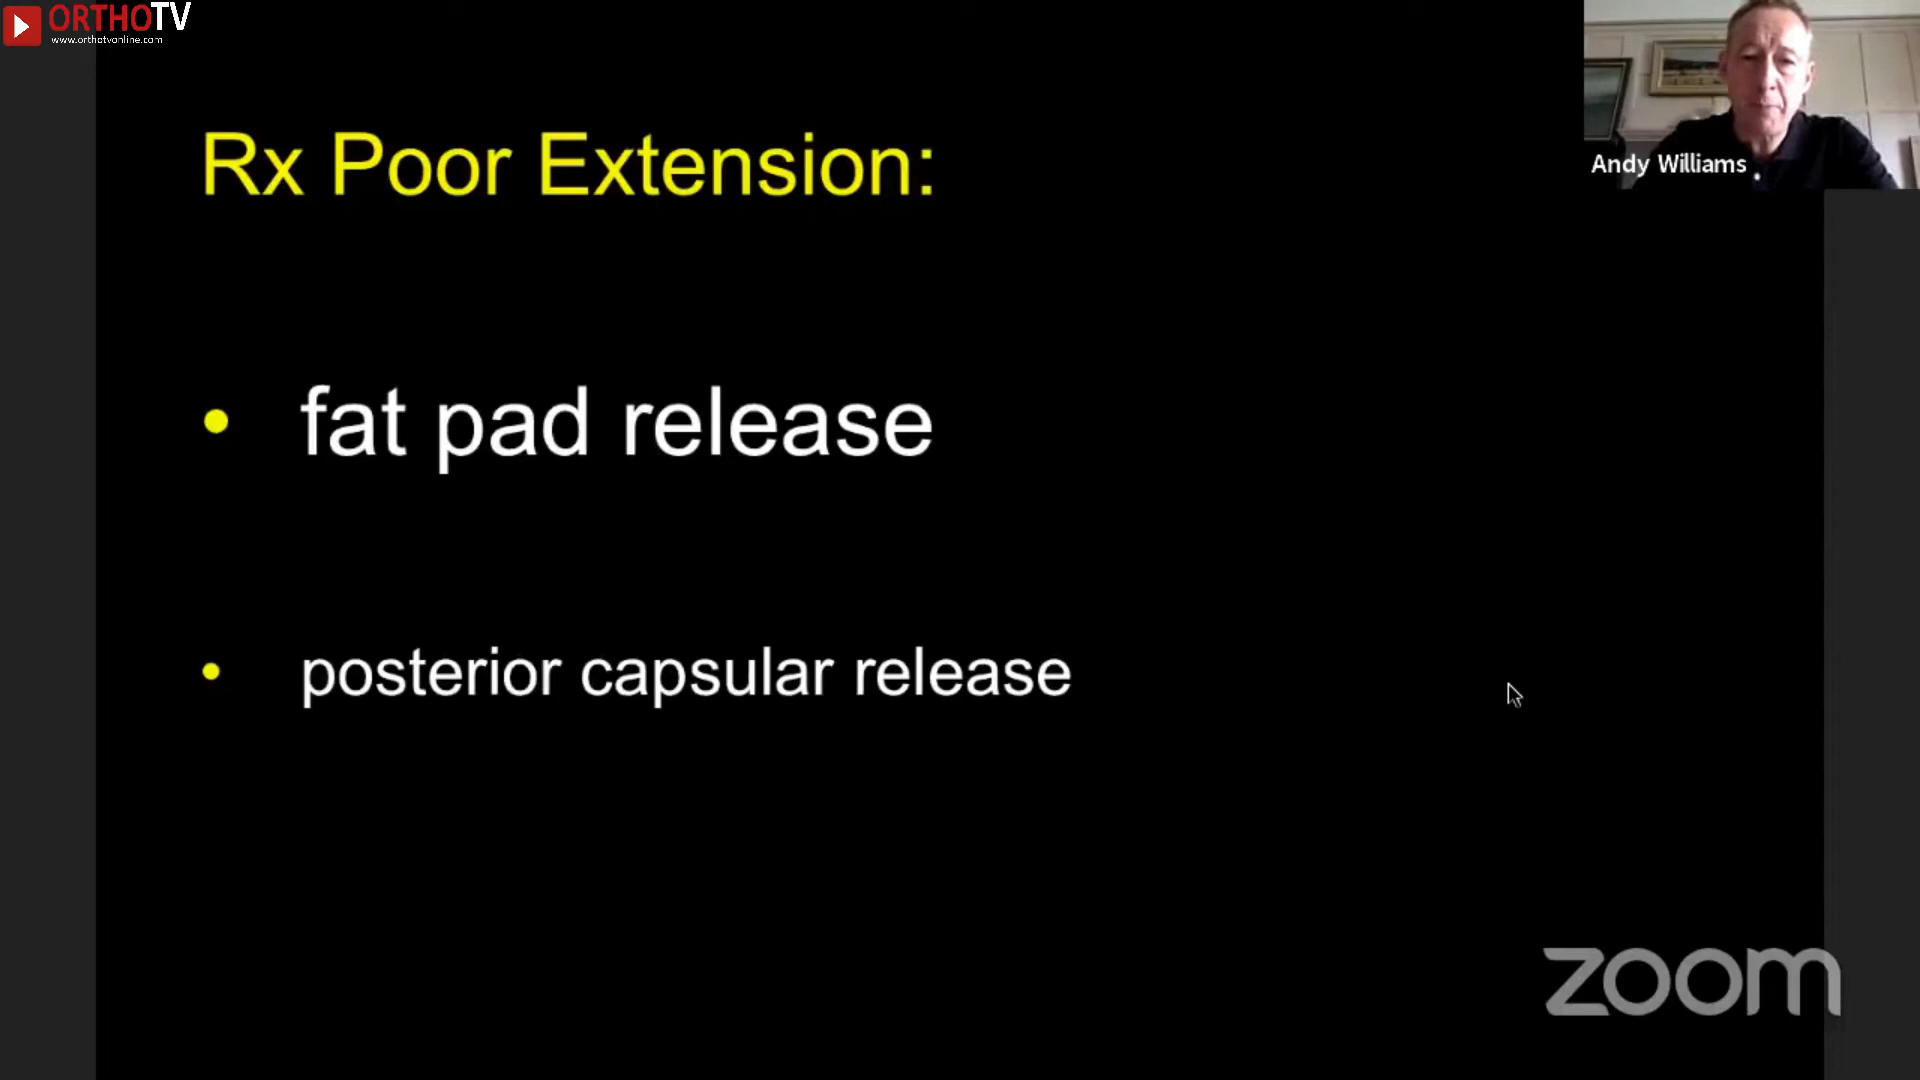 ORTHOTV
www.orthotvonline.com
Andy Williams
Rx Poor Extension:
• fat pad release
• posterior capsular release
zoom